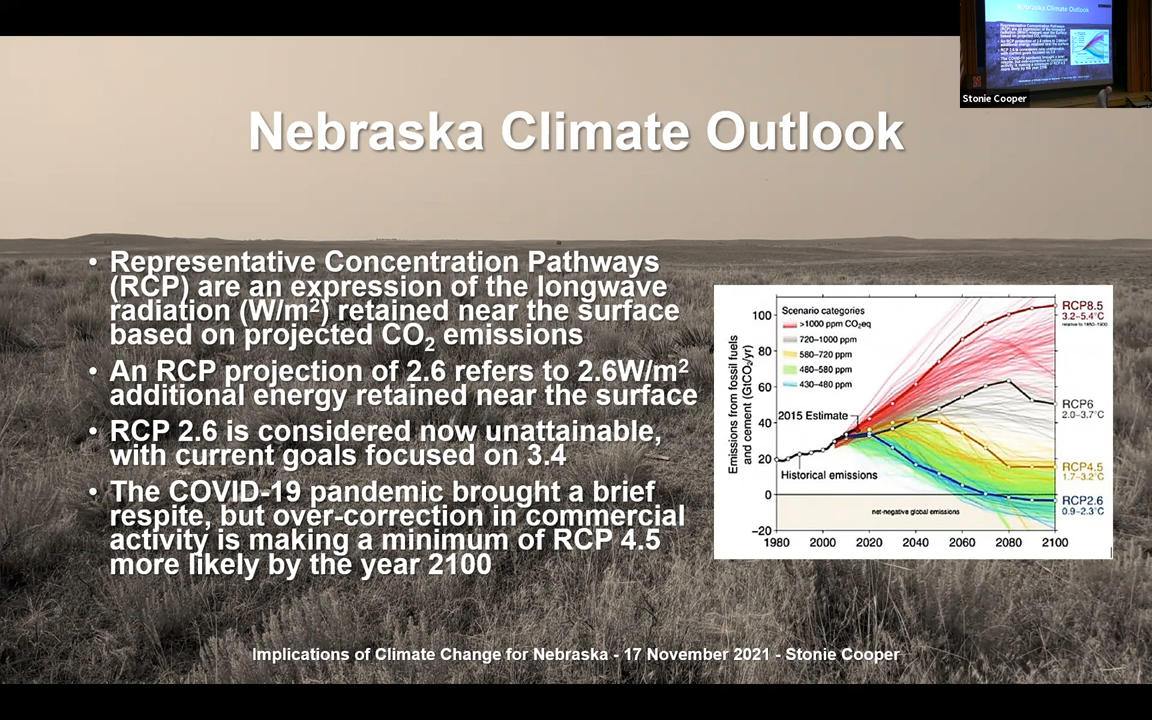 Nebraska Climate Outlook
Stonie Cooper
Nebraska Climate Outlook
• Representative Concentration Pathways
(RCP) are an expression of the longwave
radiation (W/m²) retained near the surface
based on projected CO₂ emissions
• An RCP projection of 2.6 refers to 2.6W/m²
additional energy retained near the surface
• RCP 2.6 is considered now unattainable,
with current goals focused on 3.4
• The COVID-19 pandemic brought a brief
respite, but over-correction in commercial
activity is making a minimum of RCP 4.5
more likely by the year 2100
Emissions from fossil fuels
and cement (GtCO₂/yr)
100
80
60
40
20
0
−20
1980
2000
2020
2040
2060
2080
2100
Scenario categories
>1000 ppm CO₂eq
720–1000 ppm
580–720 ppm
480–580 ppm
430–480 ppm
2015 Estimate
Historical emissions
net-negative global emissions
RCP8.5
3.2–5.4°C
relative to 1850–1900
RCP6
2.0–3.7°C
RCP4.5
1.7–3.2°C
RCP2.6
0.9–2.3°C
Implications of Climate Change for Nebraska - 17 November 2021 - Stonie Cooper